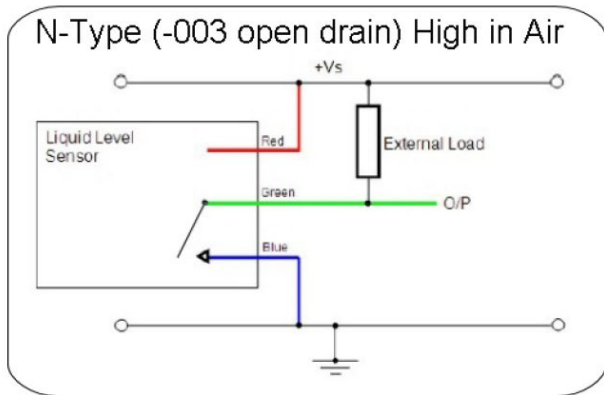 N-Type (-003 open drain) High in Air
+Vs
Liquid Level
Sensor
Red
External Load
Green
O/P
Blue